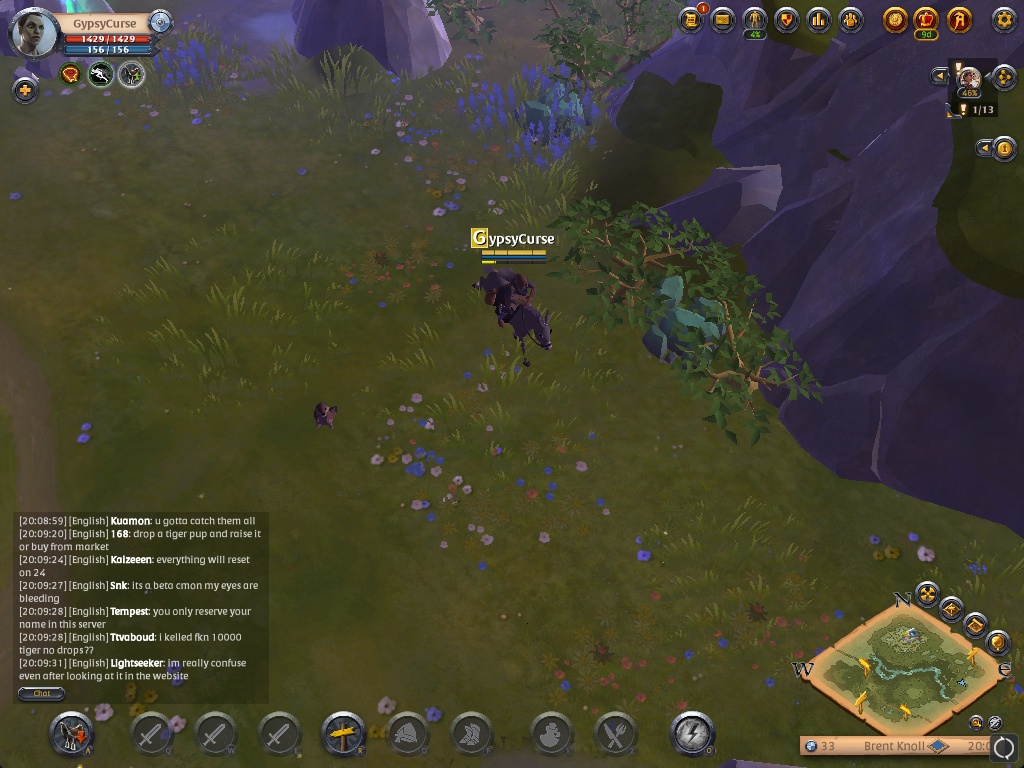 GypsyCurse
1429 / 1429
156 / 156
1
4%
9d
46%
1/13
GypsyCurse
[20:08:59] [English] Kuamon: u gotta catch them all
[20:09:20] [English] 168: drop a tiger pup and raise it
or buy from market
[20:09:24] [English] Kaizeeen: everything will reset
on 24
[20:09:27] [English] Snk: its a beta cmon my eyes are
bleeding
[20:09:28] [English] Tempest: you only reserve your
name in this server
[20:09:28] [English] Ttvaboud: i kelled fkn 10000
tiger no drops??
[20:09:31] [English] Lightseeker: im really confuse
even after looking at it in the website
Chat
A
Q
W
E
R
D
F
N
W
E
33
Brent Knoll